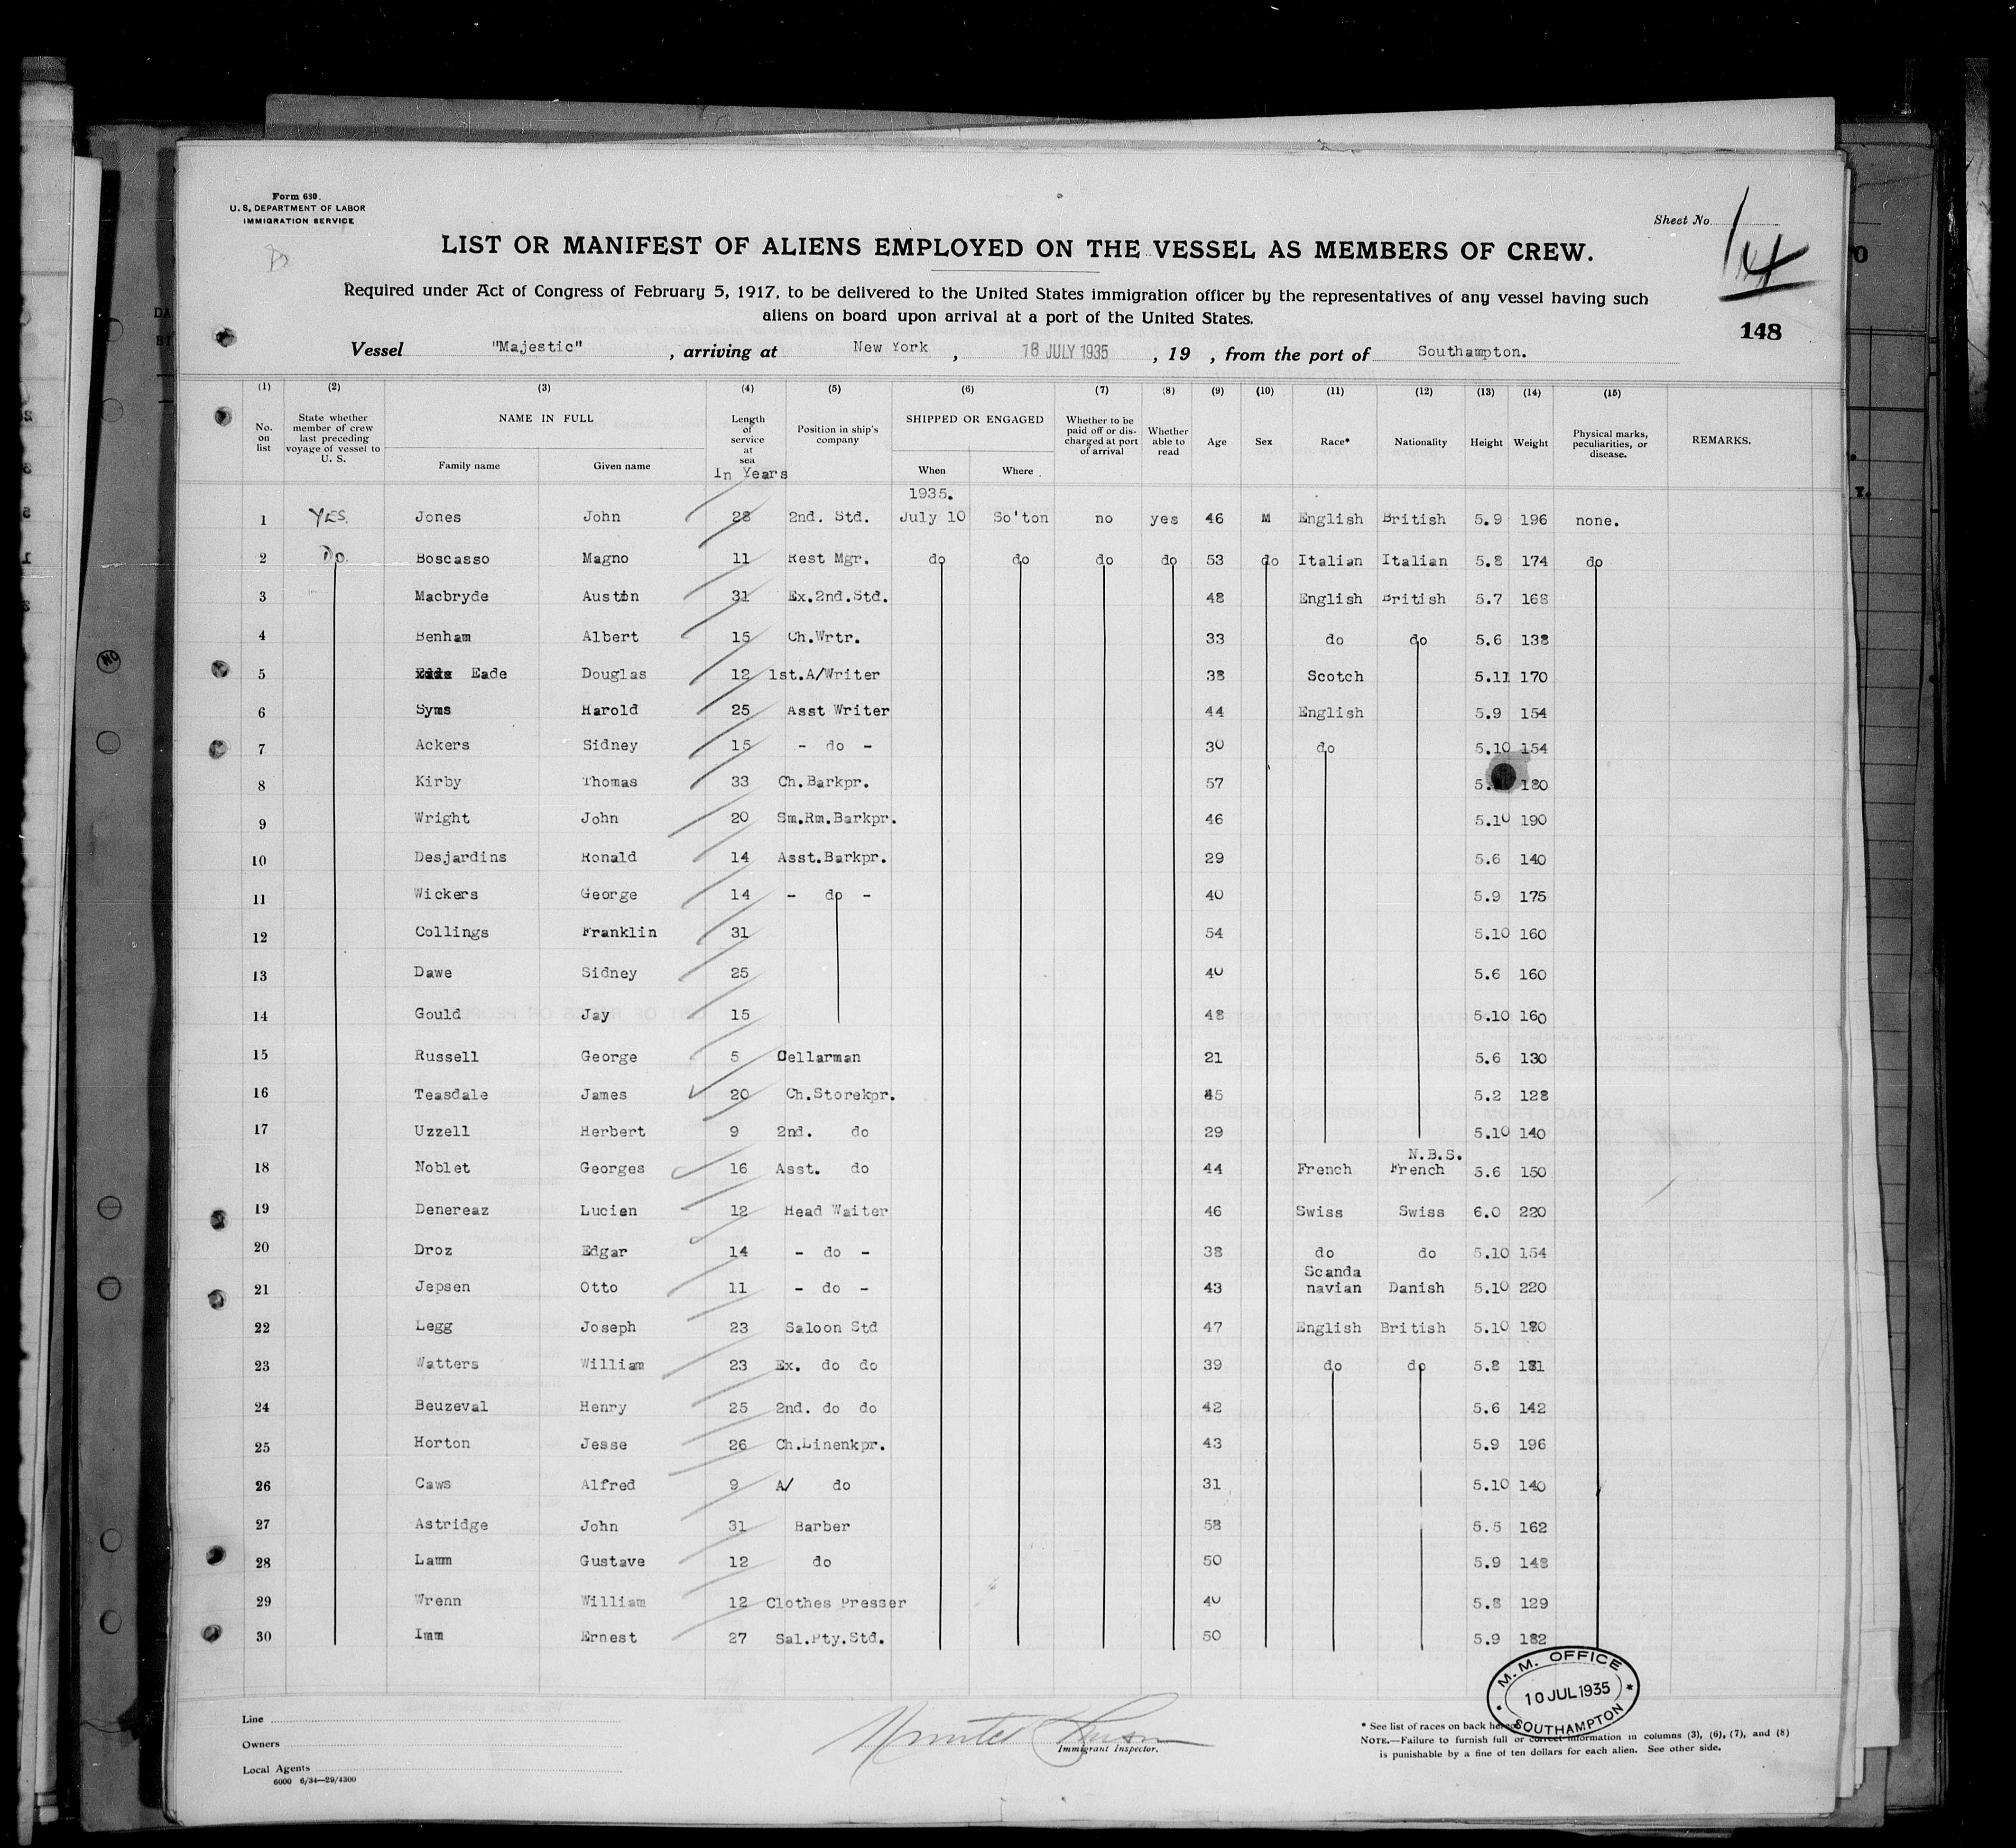 Form 630.
U. S. DEPARTMENT OF LABOR
IMMIGRATION SERVICE
Sheet No. 14
LIST OR MANIFEST OF ALIENS EMPLOYED ON THE VESSEL AS MEMBERS OF CREW.
Required under Act of Congress of February 5, 1917, to be delivered to the United States immigration officer by the representatives of any vessel having such
aliens on board upon arrival at a port of the United States.
148
Vessel "Majestic" , arriving at New York , 16 JULY 1935 , 19 , from the port of Southampton.
(1) (2) (3) (4) (5) (6) (7) (8) (9) (10) (11) (12) (13) (14) (15)
No. on list State whether member of crew last preceding voyage of vessel to U. S. NAME IN FULL Family name Given name Length of service at sea In Years Position in ship's company SHIPPED OR ENGAGED When Where Whether to be paid off or discharged at port of arrival Whether able to read Age Sex Race* Nationality Height Weight Physical marks, peculiarities, or disease. REMARKS.
1935.
1 YES. Jones John 28 2nd. Std. July 10 So'ton no yes 46 M English British 5.9 196 none.
2 Do. Boscasso Magno 11 Rest Mgr. do do do do 53 do Italian Italian 5.8 174 do
3 Macbryde Austin 31 Ex.2nd.Std. 48 English British 5.7 168
4 Benham Albert 15 Ch.Wrtr. 33 do do 5.6 138
5 Eade Douglas 12 1st.A/Writer 38 Scotch 5.11 170
6 Syms Harold 25 Asst Writer 44 English 5.9 154
7 Ackers Sidney 15 - do - 30 do 5.10 154
8 Kirby Thomas 33 Ch.Barkpr. 57 5. 180
9 Wright John 20 Sm.Rm.Barkpr. 46 5.10 190
10 Desjardins Ronald 14 Asst.Barkpr. 29 5.6 140
11 Wickers George 14 - do - 40 5.9 175
12 Collings Franklin 31 54 5.10 160
13 Dawe Sidney 25 40 5.6 160
14 Gould Jay 15 48 5.10 160
15 Russell George 5 Cellarman 21 5.6 130
16 Teasdale James 20 Ch.Storekpr. 45 5.2 128
17 Uzzell Herbert 9 2nd. do 29 5.10 140
N.B.S.
18 Noblet Georges 16 Asst. do 44 French French 5.6 150
19 Denereaz Lucien 12 Head Waiter 46 Swiss Swiss 6.0 220
20 Droz Edgar 14 - do - 38 do do 5.10 154
Scanda
21 Jepsen Otto 11 - do - 43 navian Danish 5.10 220
22 Legg Joseph 23 Saloon Std 47 English British 5.10 180
23 Watters William 23 Ex. do do 39 do do 5.8 181
24 Beuzeval Henry 25 2nd. do do 42 5.6 142
25 Horton Jesse 26 Ch.Linenkpr. 43 5.9 196
26 Caws Alfred 9 A/ do 31 5.10 140
27 Astridge John 31 Barber 58 5.5 162
28 Lamm Gustave 12 do 50 5.9 148
29 Wrenn William 12 Clothes Presser 40 5.8 129
30 Imm Ernest 27 Sal.Pty.Std. 50 5.9 182
M. M. OFFICE
10 JUL 1935
SOUTHAMPTON
Line
Owners
Local Agents
6000 6/34—29/4300
Immigrant Inspector.
* See list of races on back
NOTE.—Failure to furnish full or correct information in columns (3), (6), (7), and (8)
is punishable by a fine of ten dollars for each alien. See other side.